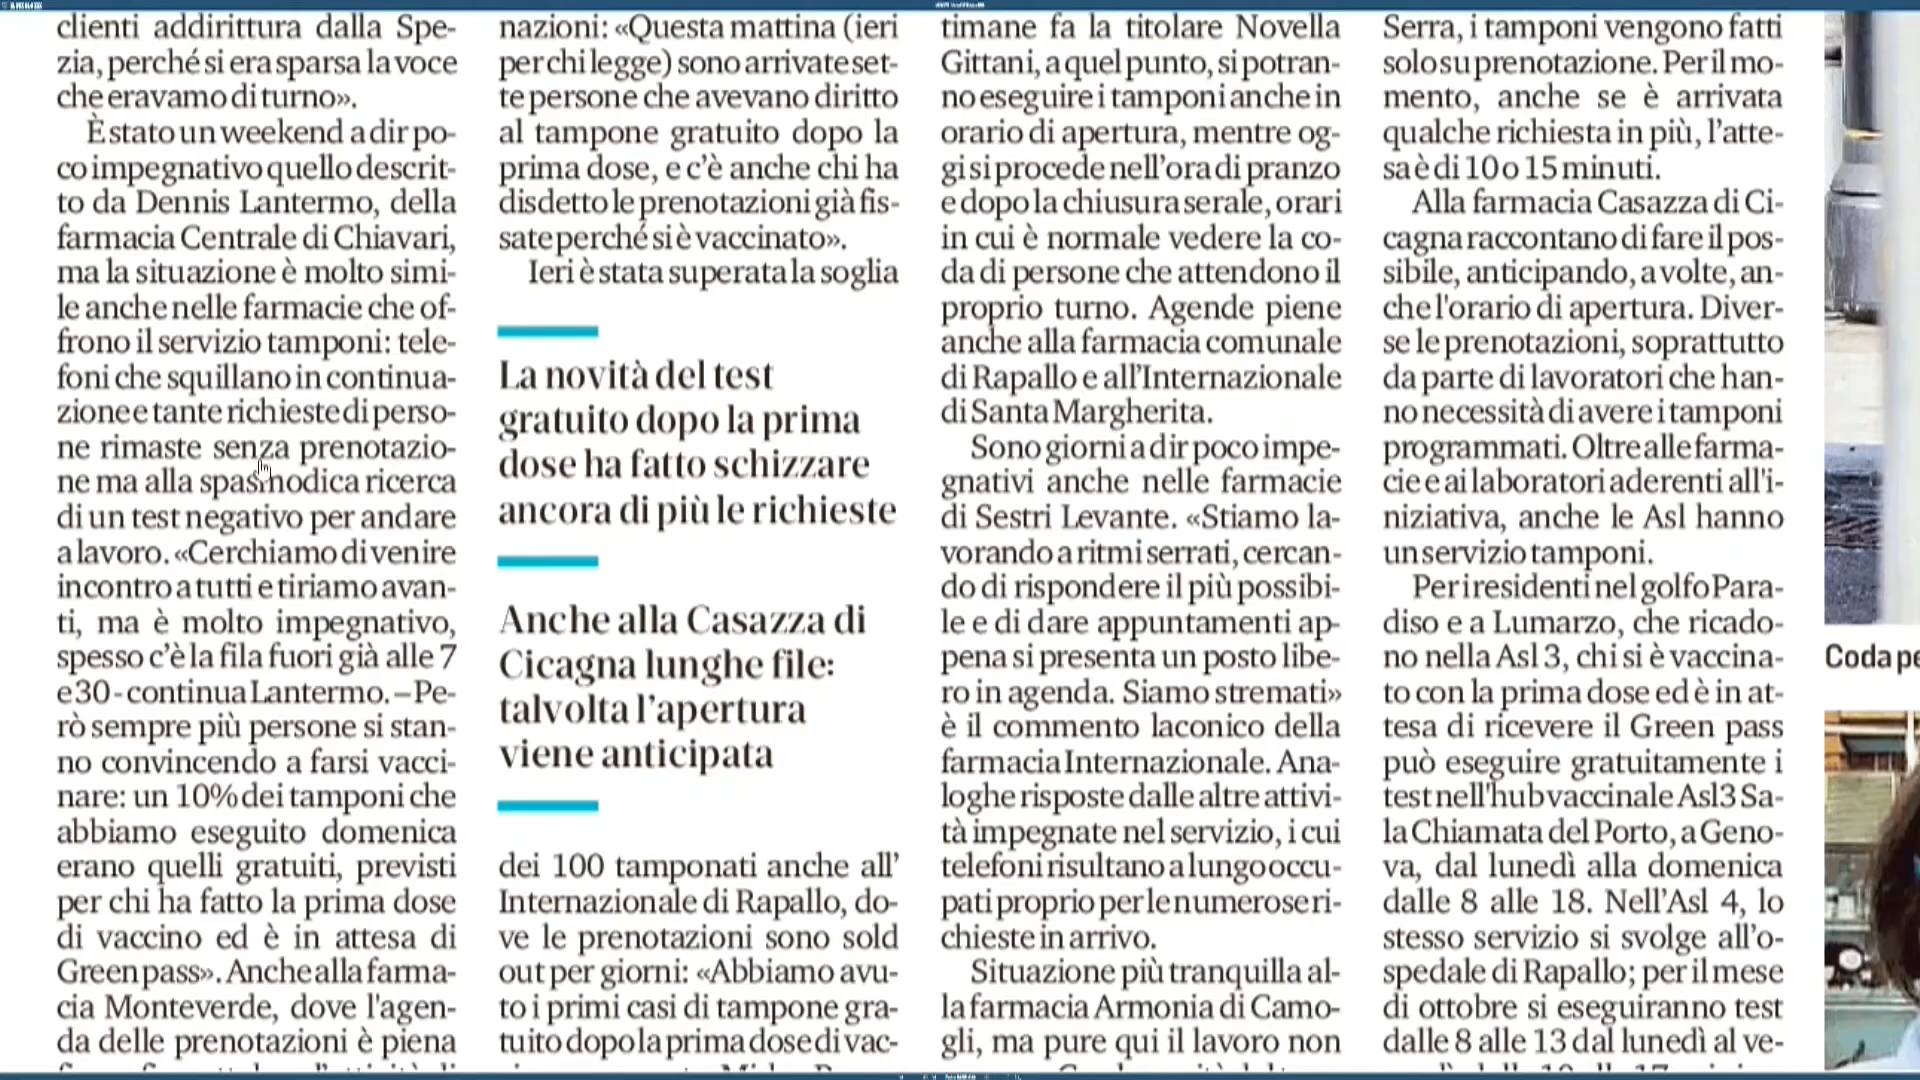 clienti addirittura dalla Spe-
zia, perché si era sparsa la voce
che eravamo di turno».
È stato un weekend a dir po-
co impegnativo quello descrit-
to da Dennis Lantermo, della
farmacia Centrale di Chiavari,
ma la situazione è molto simi-
le anche nelle farmacie che of-
frono il servizio tamponi: tele-
foni che squillano in continua-
zione e tante richieste di perso-
ne rimaste senza prenotazio-
ne ma alla spasmodica ricerca
di un test negativo per andare
a lavoro. «Cerchiamo di venire
incontro a tutti e tiriamo avan-
ti, ma è molto impegnativo,
spesso c'è la fila fuori già alle 7
e 30 - continua Lantermo. – Pe-
rò sempre più persone si stan-
no convincendo a farsi vacci-
nare: un 10% dei tamponi che
abbiamo eseguito domenica
erano quelli gratuiti, previsti
per chi ha fatto la prima dose
di vaccino ed è in attesa di
Green pass». Anche alla farma-
cia Monteverde, dove l'agen-
da delle prenotazioni è piena
nazioni: «Questa mattina (ieri
per chi legge) sono arrivate set-
te persone che avevano diritto
al tampone gratuito dopo la
prima dose, e c'è anche chi ha
disdetto le prenotazioni già fis-
sate perché si è vaccinato».
Ieri è stata superata la soglia
La novità del test
gratuito dopo la prima
dose ha fatto schizzare
ancora di più le richieste
Anche alla Casazza di
Cicagna lunghe file:
talvolta l'apertura
viene anticipata
dei 100 tamponati anche all'
Internazionale di Rapallo, do-
ve le prenotazioni sono sold
out per giorni: «Abbiamo avu-
to i primi casi di tampone gra-
tuito dopo la prima dose di vac-
timane fa la titolare Novella
Gittani, a quel punto, si potran-
no eseguire i tamponi anche in
orario di apertura, mentre og-
gi si procede nell'ora di pranzo
e dopo la chiusura serale, orari
in cui è normale vedere la co-
da di persone che attendono il
proprio turno. Agende piene
anche alla farmacia comunale
di Rapallo e all'Internazionale
di Santa Margherita.
Sono giorni a dir poco impe-
gnativi anche nelle farmacie
di Sestri Levante. «Stiamo la-
vorando a ritmi serrati, cercan-
do di rispondere il più possibi-
le e di dare appuntamenti ap-
pena si presenta un posto libe-
ro in agenda. Siamo stremati»
è il commento laconico della
farmacia Internazionale. Ana-
loghe risposte dalle altre attivi-
tà impegnate nel servizio, i cui
telefoni risultano a lungo occu-
pati proprio per le numerose ri-
chieste in arrivo.
Situazione più tranquilla al-
la farmacia Armonia di Camo-
gli, ma pure qui il lavoro non
Serra, i tamponi vengono fatti
solo su prenotazione. Per il mo-
mento, anche se è arrivata
qualche richiesta in più, l'atte-
sa è di 10 o 15 minuti.
Alla farmacia Casazza di Ci-
cagna raccontano di fare il pos-
sibile, anticipando, a volte, an-
che l'orario di apertura. Diver-
se le prenotazioni, soprattutto
da parte di lavoratori che han-
no necessità di avere i tamponi
programmati. Oltre alle farma-
cie e ai laboratori aderenti all'i-
niziativa, anche le Asl hanno
un servizio tamponi.
Per i residenti nel golfo Para-
diso e a Lumarzo, che ricado-
no nella Asl 3, chi si è vaccina-
to con la prima dose ed è in at-
tesa di ricevere il Green pass
può eseguire gratuitamente i
test nell'hub vaccinale Asl3 Sa-
la Chiamata del Porto, a Geno-
va, dal lunedì alla domenica
dalle 8 alle 18. Nell'Asl 4, lo
stesso servizio si svolge all'o-
spedale di Rapallo; per il mese
di ottobre si eseguiranno test
dalle 8 alle 13 dal lunedì al ve-
Coda pe